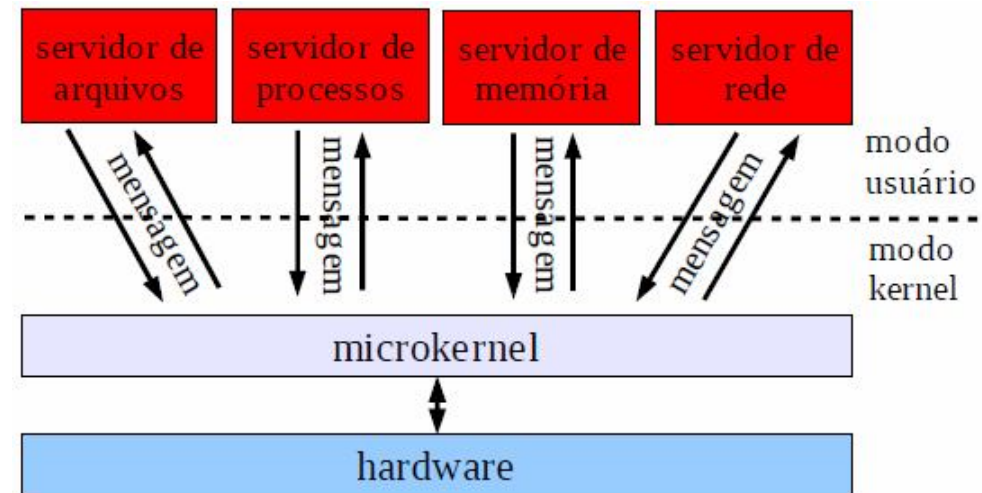 servidor de
arquivos
servidor de
processos
servidor de
memória
servidor de
rede
mensagem
mensagem
mensagem
mensagem
modo
usuário
modo
kernel
microkernel
hardware